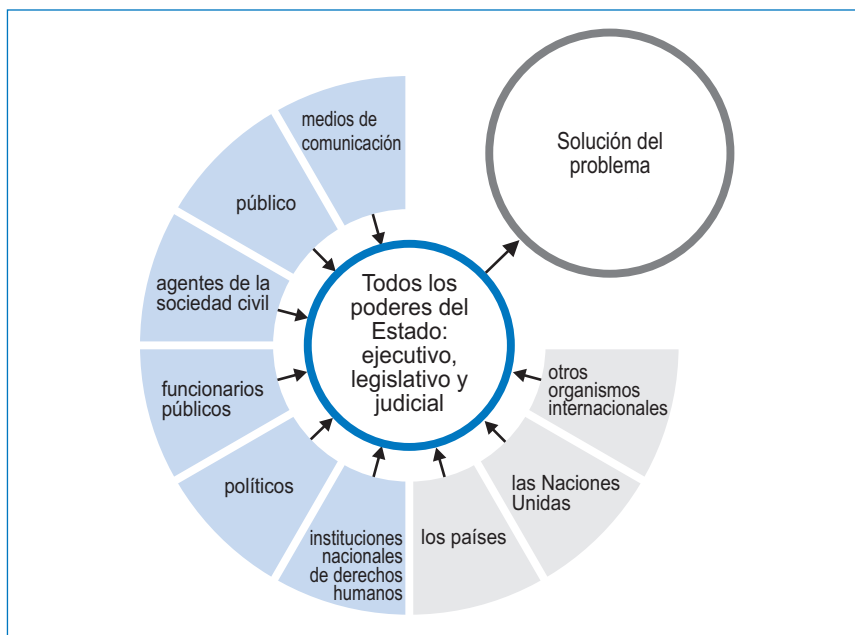 medios de
comunicación
público
agentes de la
sociedad civil
funcionarios
públicos
políticos
instituciones
nacionales
de derechos
humanos
los países
las Naciones
Unidas
otros
organismos
internacionales
Todos los
poderes del
Estado:
ejecutivo,
legislativo y
judicial
Solución del
problema